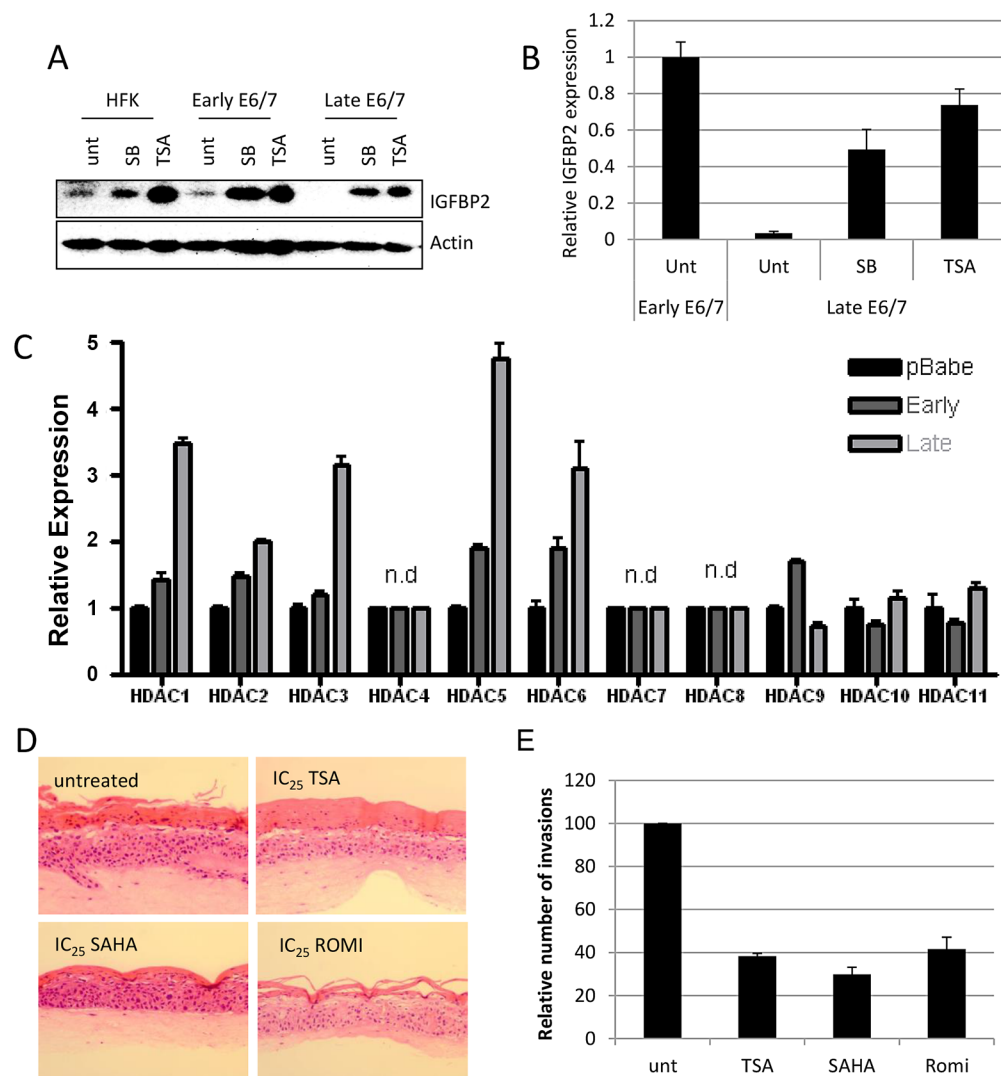 A
HFK Early E6/7 Late E6/7
unt SB TSA unt SB TSA unt SB TSA
IGFBP2
Actin
B
Relative IGFBP2 expression
1.2
1
0.8
0.6
0.4
0.2
0
Unt Unt SB TSA
Early E6/7 Late E6/7
C
Relative Expression
5
4
3
2
1
0
pBabe
Early
Late
n.d n.d n.d
HDAC1 HDAC2 HDAC3 HDAC4 HDAC5 HDAC6 HDAC7 HDAC8 HDAC9 HDAC10 HDAC11
D
untreated
IC25 TSA
IC25 SAHA
IC25 ROMI
E
Relative number of invasions
120
100
80
60
40
20
0
unt TSA SAHA Romi